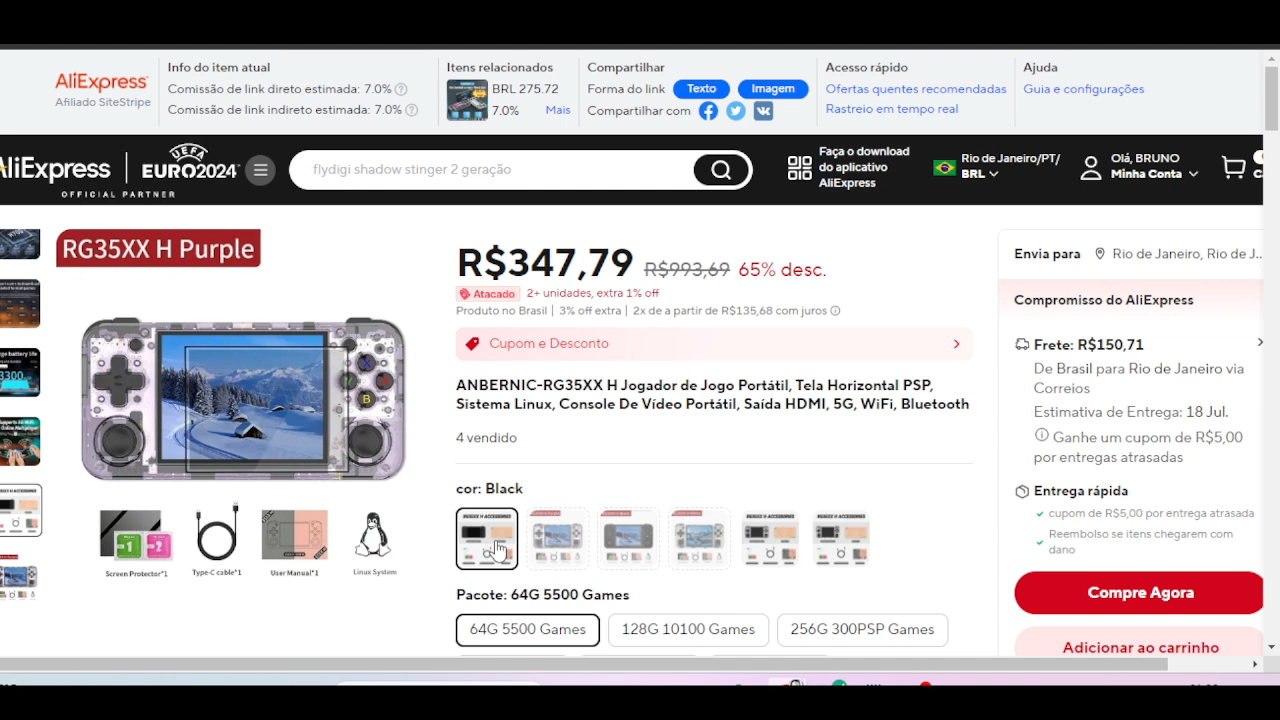 AliExpress
Afiliado SiteStripe
Info do item atual
Comissão de link direto estimada: 7.0%
Comissão de link indireto estimada: 7.0%
Itens relacionados
BRL 275.72
7.0% Mais
Compartilhar
Forma do link Texto Imagem
Compartilhar com
Acesso rápido
Ofertas quentes recomendadas
Rastreio em tempo real
Ajuda
Guia e configurações
AliExpress
UEFA
EURO2024
OFFICIAL PARTNER
flydigi shadow stinger 2 geração
Faça o download
do aplicativo
AliExpress
Rio de Janeiro/PT/
BRL
Olá, BRUNO
Minha Conta
RG35XX H Purple
Screen Protector*1
Type-C cable*1
User Manual*1
Linux System
R$347,79 R$993,69 65% desc.
Atacado 2+ unidades, extra 1% off
Produto no Brasil | 3% off extra | 2x de a partir de R$135,68 com juros
Cupom e Desconto
ANBERNIC-RG35XX H Jogador de Jogo Portátil, Tela Horizontal PSP,
Sistema Linux, Console De Vídeo Portátil, Saída HDMI, 5G, WiFi, Bluetooth
4 vendido
cor: Black
Pacote: 64G 5500 Games
64G 5500 Games
128G 10100 Games
256G 300PSP Games
Envia para Rio de Janeiro, Rio de J...
Compromisso do AliExpress
Frete: R$150,71
De Brasil para Rio de Janeiro via
Correios
Estimativa de Entrega: 18 Jul.
Ganhe um cupom de R$5,00
por entregas atrasadas
Entrega rápida
cupom de R$5,00 por entrega atrasada
Reembolso se itens chegarem com
dano
Compre Agora
Adicionar ao carrinho